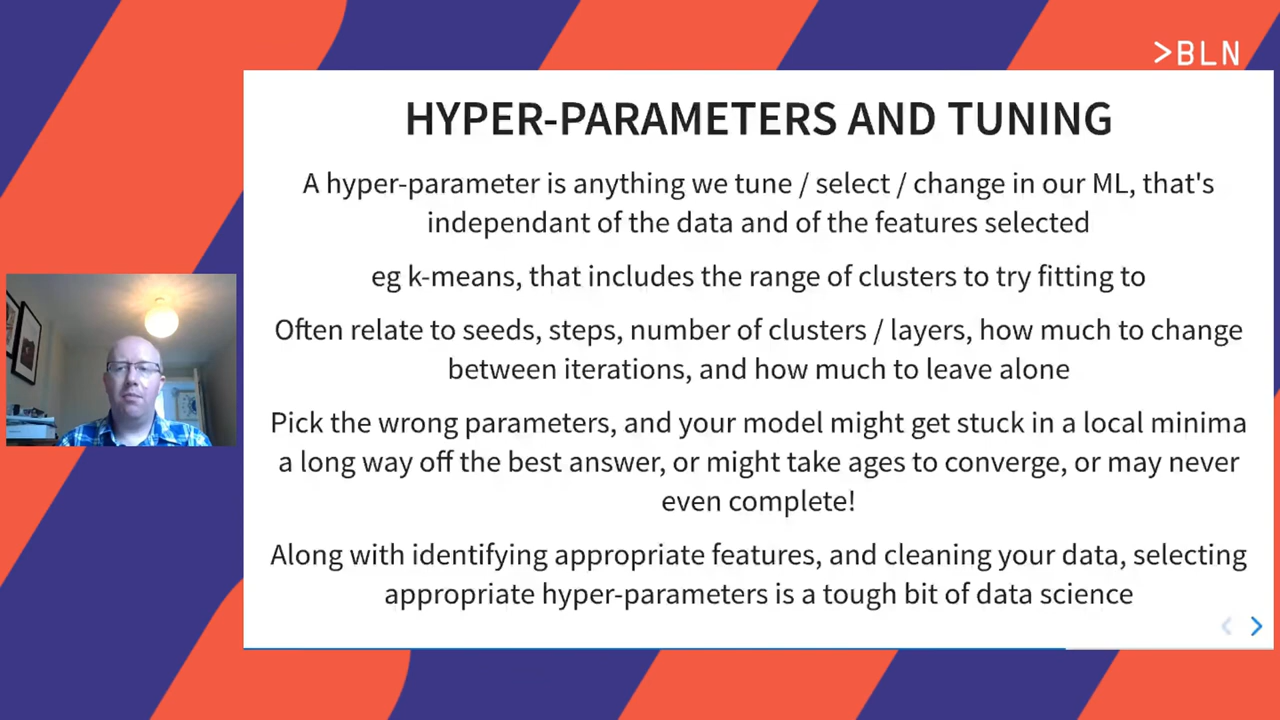 >BLN
HYPER-PARAMETERS AND TUNING
A hyper-parameter is anything we tune / select / change in our ML, that's
independant of the data and of the features selected
eg k-means, that includes the range of clusters to try fitting to
Often relate to seeds, steps, number of clusters / layers, how much to change
between iterations, and how much to leave alone
Pick the wrong parameters, and your model might get stuck in a local minima
a long way off the best answer, or might take ages to converge, or may never
even complete!
Along with identifying appropriate features, and cleaning your data, selecting
appropriate hyper-parameters is a tough bit of data science